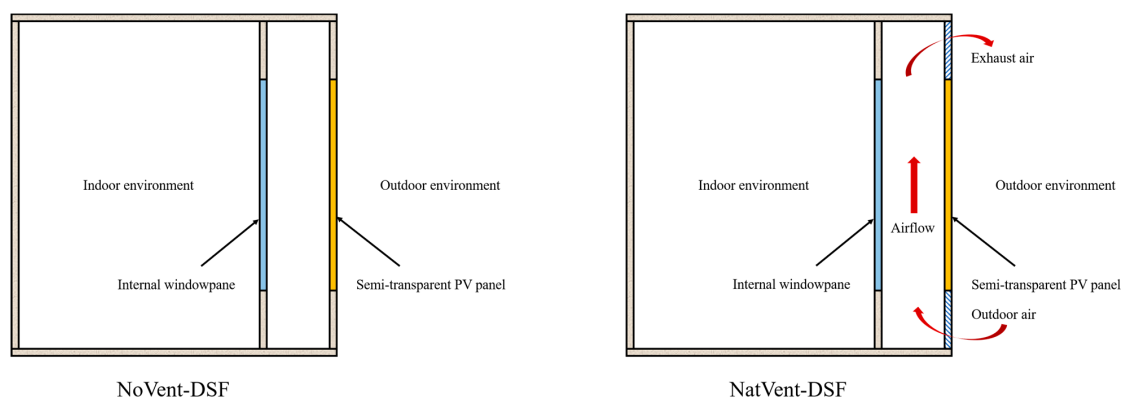 Indoor environment
Outdoor environment
Internal windowpane
Semi-transparent PV panel
NoVent-DSF
Exhaust air
Indoor environment
Outdoor environment
Airflow
Internal windowpane
Semi-transparent PV panel
Outdoor air
NatVent-DSF